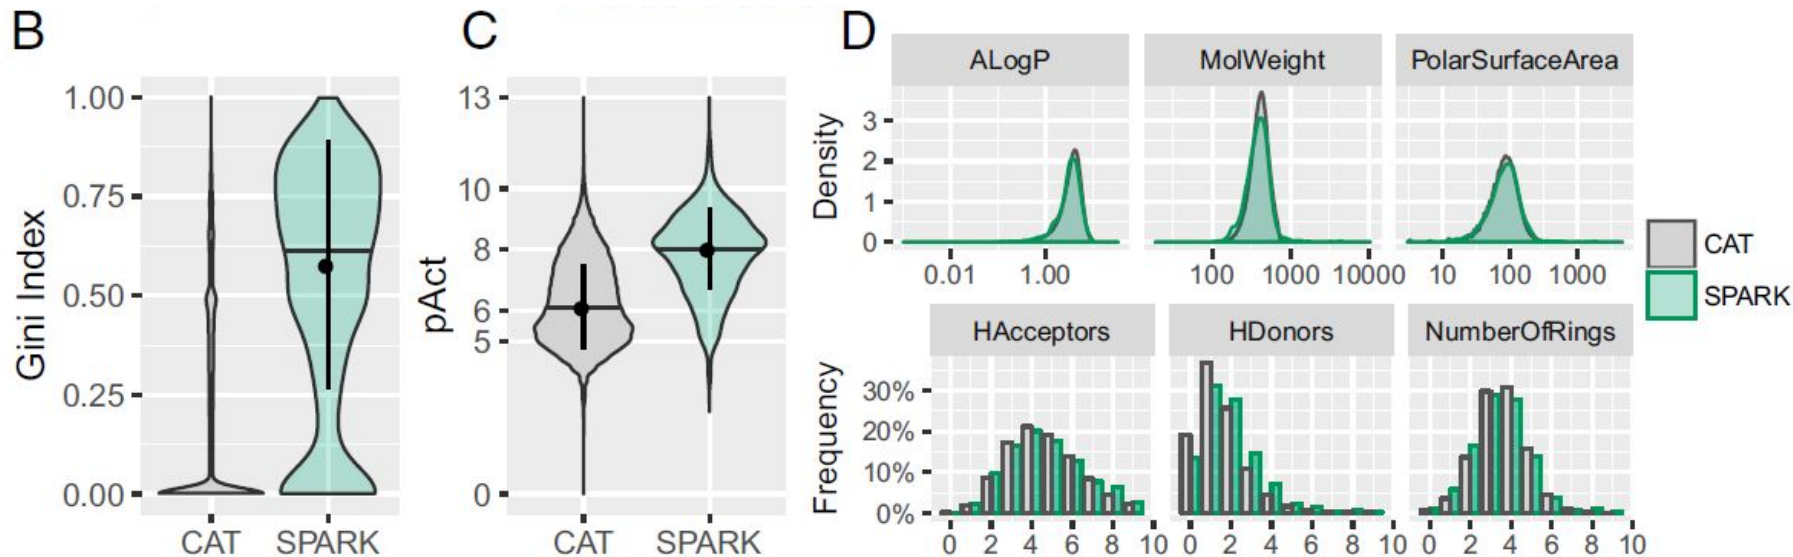 B
Gini Index
1.00
0.75
0.50
0.25
0.00
CAT SPARK
C
pAct
13
10
8
6
5
0
CAT SPARK
D
ALogP MolWeight PolarSurfaceArea
Density
3
2
1
0
0.01 1.00 100 1000 10000 10 100 1000
HAcceptors HDonors NumberOfRings
Frequency
30%
20%
10%
0%
0 2 4 6 8 10 0 2 4 6 8 10 0 2 4 6 8 10
CAT
SPARK